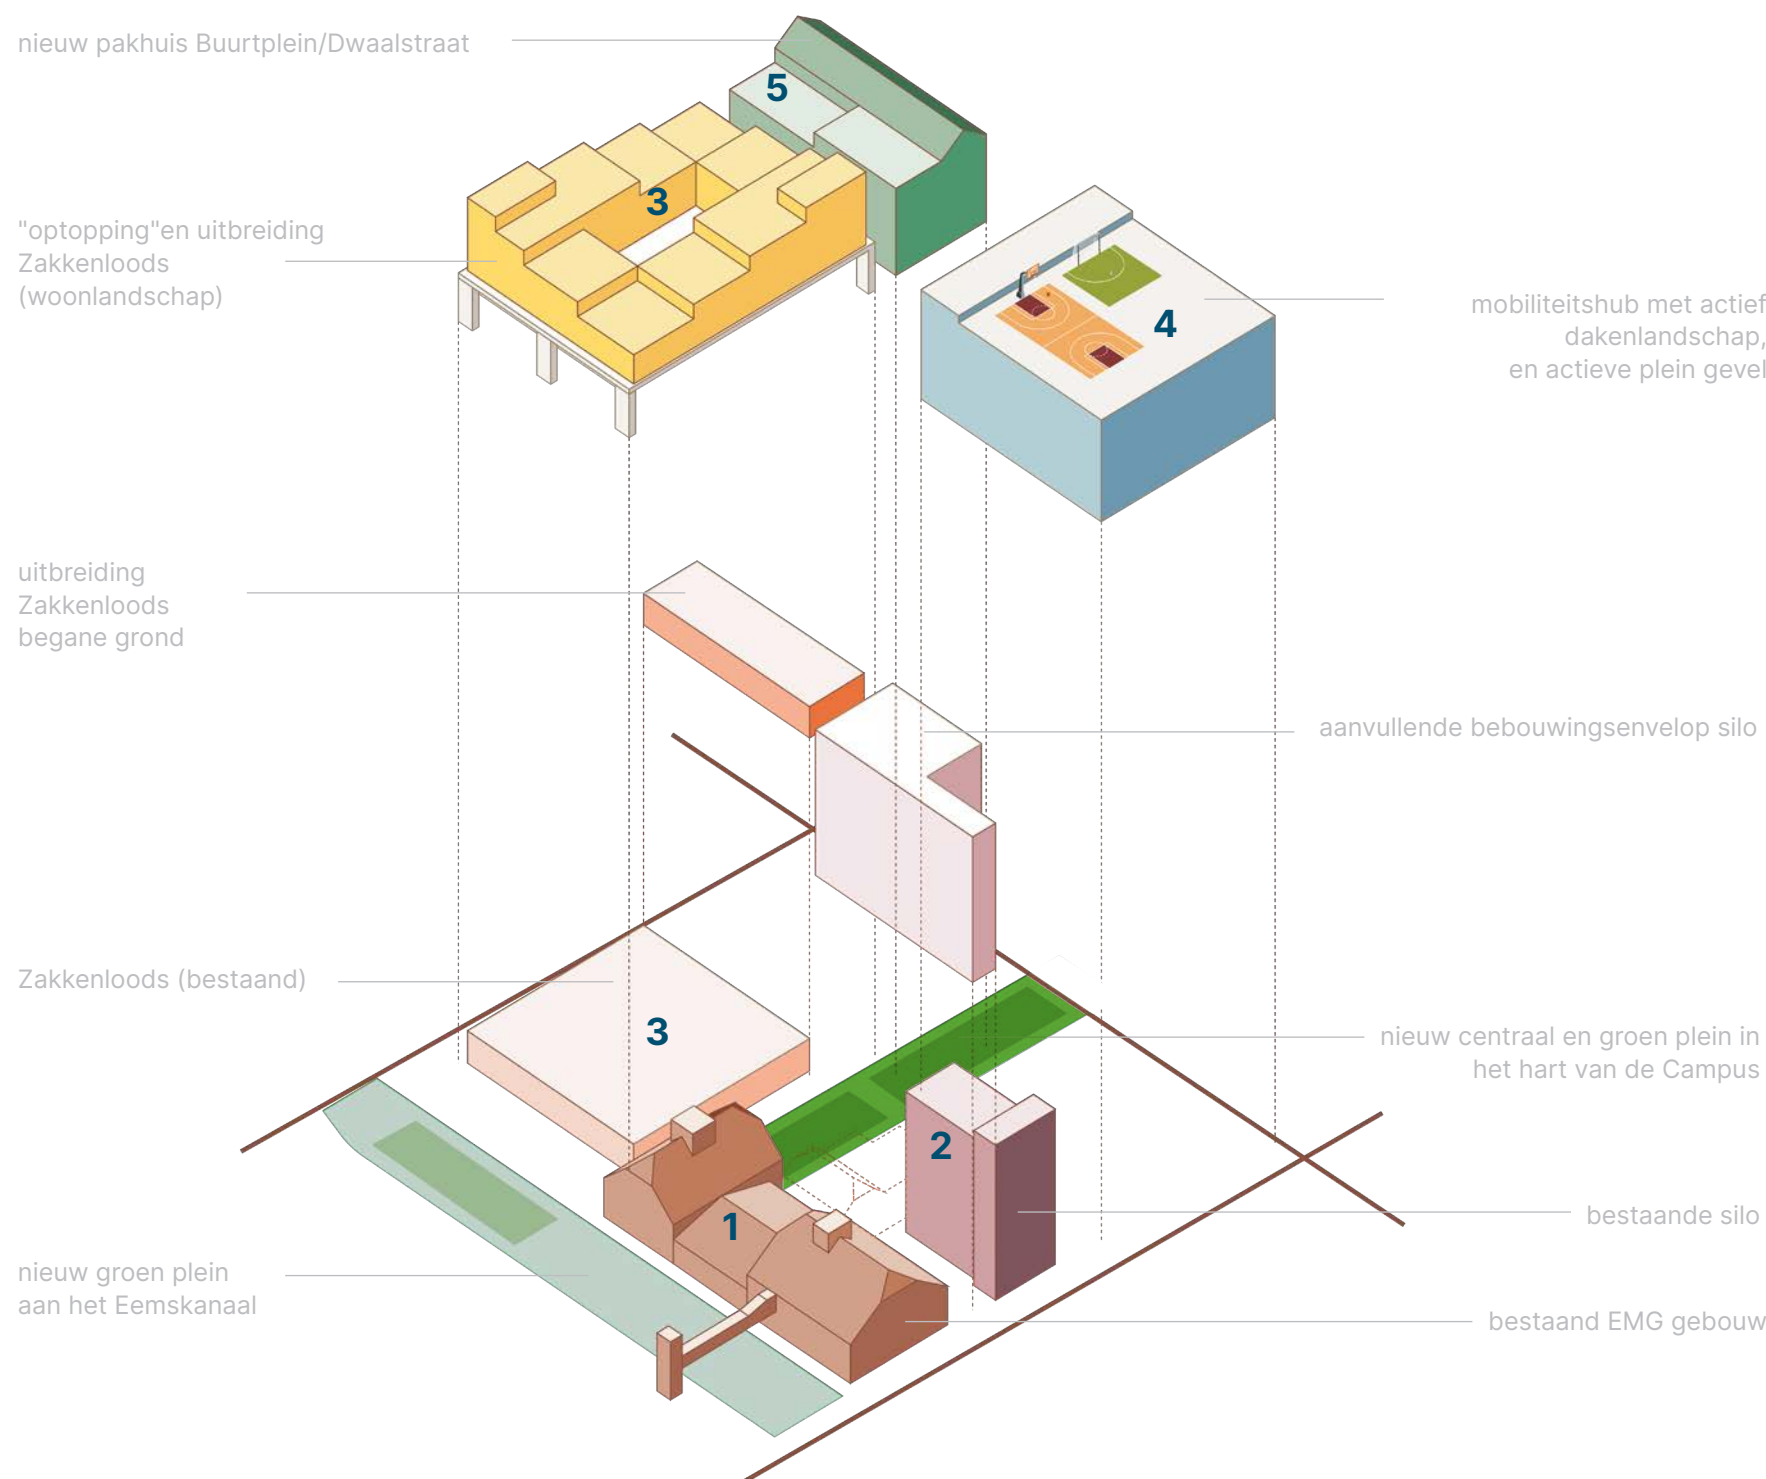 nieuw pakhuis Buurtplein/Dwaalstraat
5
3
"optopping"en uitbreiding
Zakkenloods
(woonlandschap)
4
mobiliteitshub met actief
dakenlandschap,
en actieve plein gevel
uitbreiding
Zakkenloods
begane grond
aanvullende bebouwingsenvelop silo
Zakkenloods (bestaand)
3
nieuw centraal en groen plein in
het hart van de Campus
2
1
bestaande silo
nieuw groen plein
aan het Eemskanaal
bestaand EMG gebouw